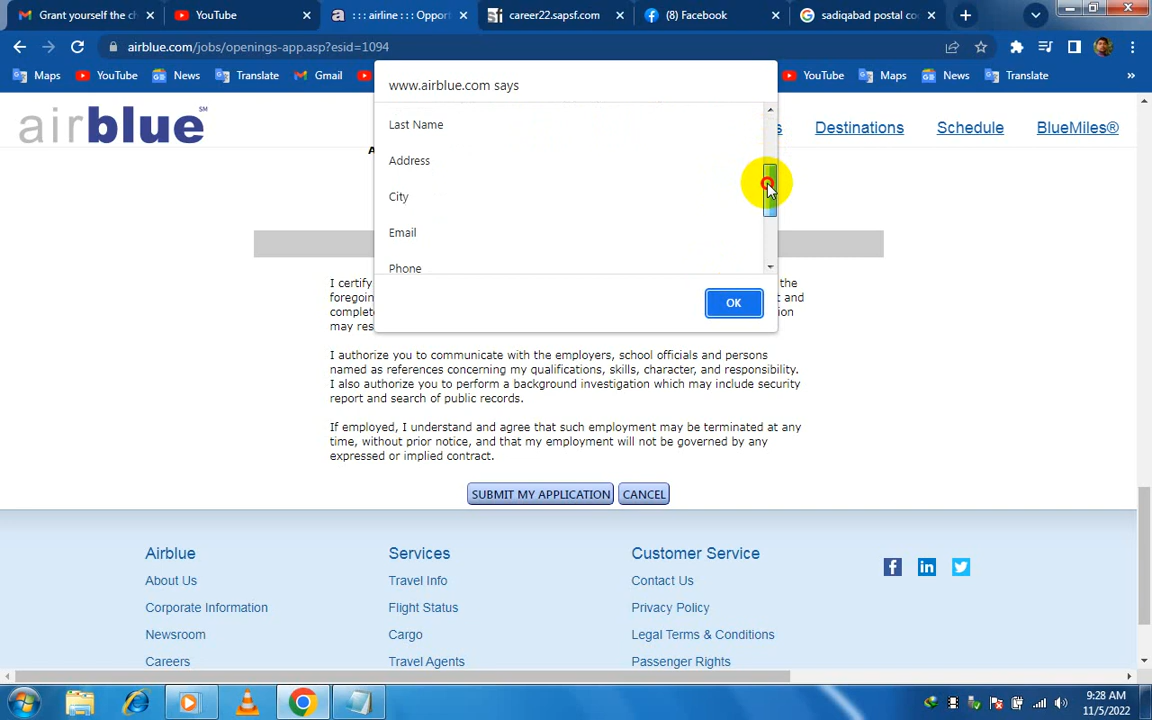 Grant yourself the ch
YouTube
: : : airline : : : Opport
career22.sapsf.com
(8) Facebook
sadiqabad postal co
airblue.com/jobs/openings-app.asp?esid=1094
Maps
YouTube
News
Translate
Gmail
YouTube
Maps
News
Translate
»
airblue SM
Destinations
Schedule
BlueMiles®
www.airblue.com says
Last Name
Address
City
Email
Phone
OK
I certify
the
foregoin
t and
complet
tion
may res
I authorize you to communicate with the employers, school officials and persons
named as references concerning my qualifications, skills, character, and responsibility.
I also authorize you to perform a background investigation which may include security
report and search of public records.
If employed, I understand and agree that such employment may be terminated at any
time, without prior notice, and that my employment will not be governed by any
expressed or implied contract.
SUBMIT MY APPLICATION
CANCEL
Airblue
About Us
Corporate Information
Newsroom
Careers
Services
Travel Info
Flight Status
Cargo
Travel Agents
Customer Service
Contact Us
Privacy Policy
Legal Terms & Conditions
Passenger Rights
9:28 AM
11/5/2022